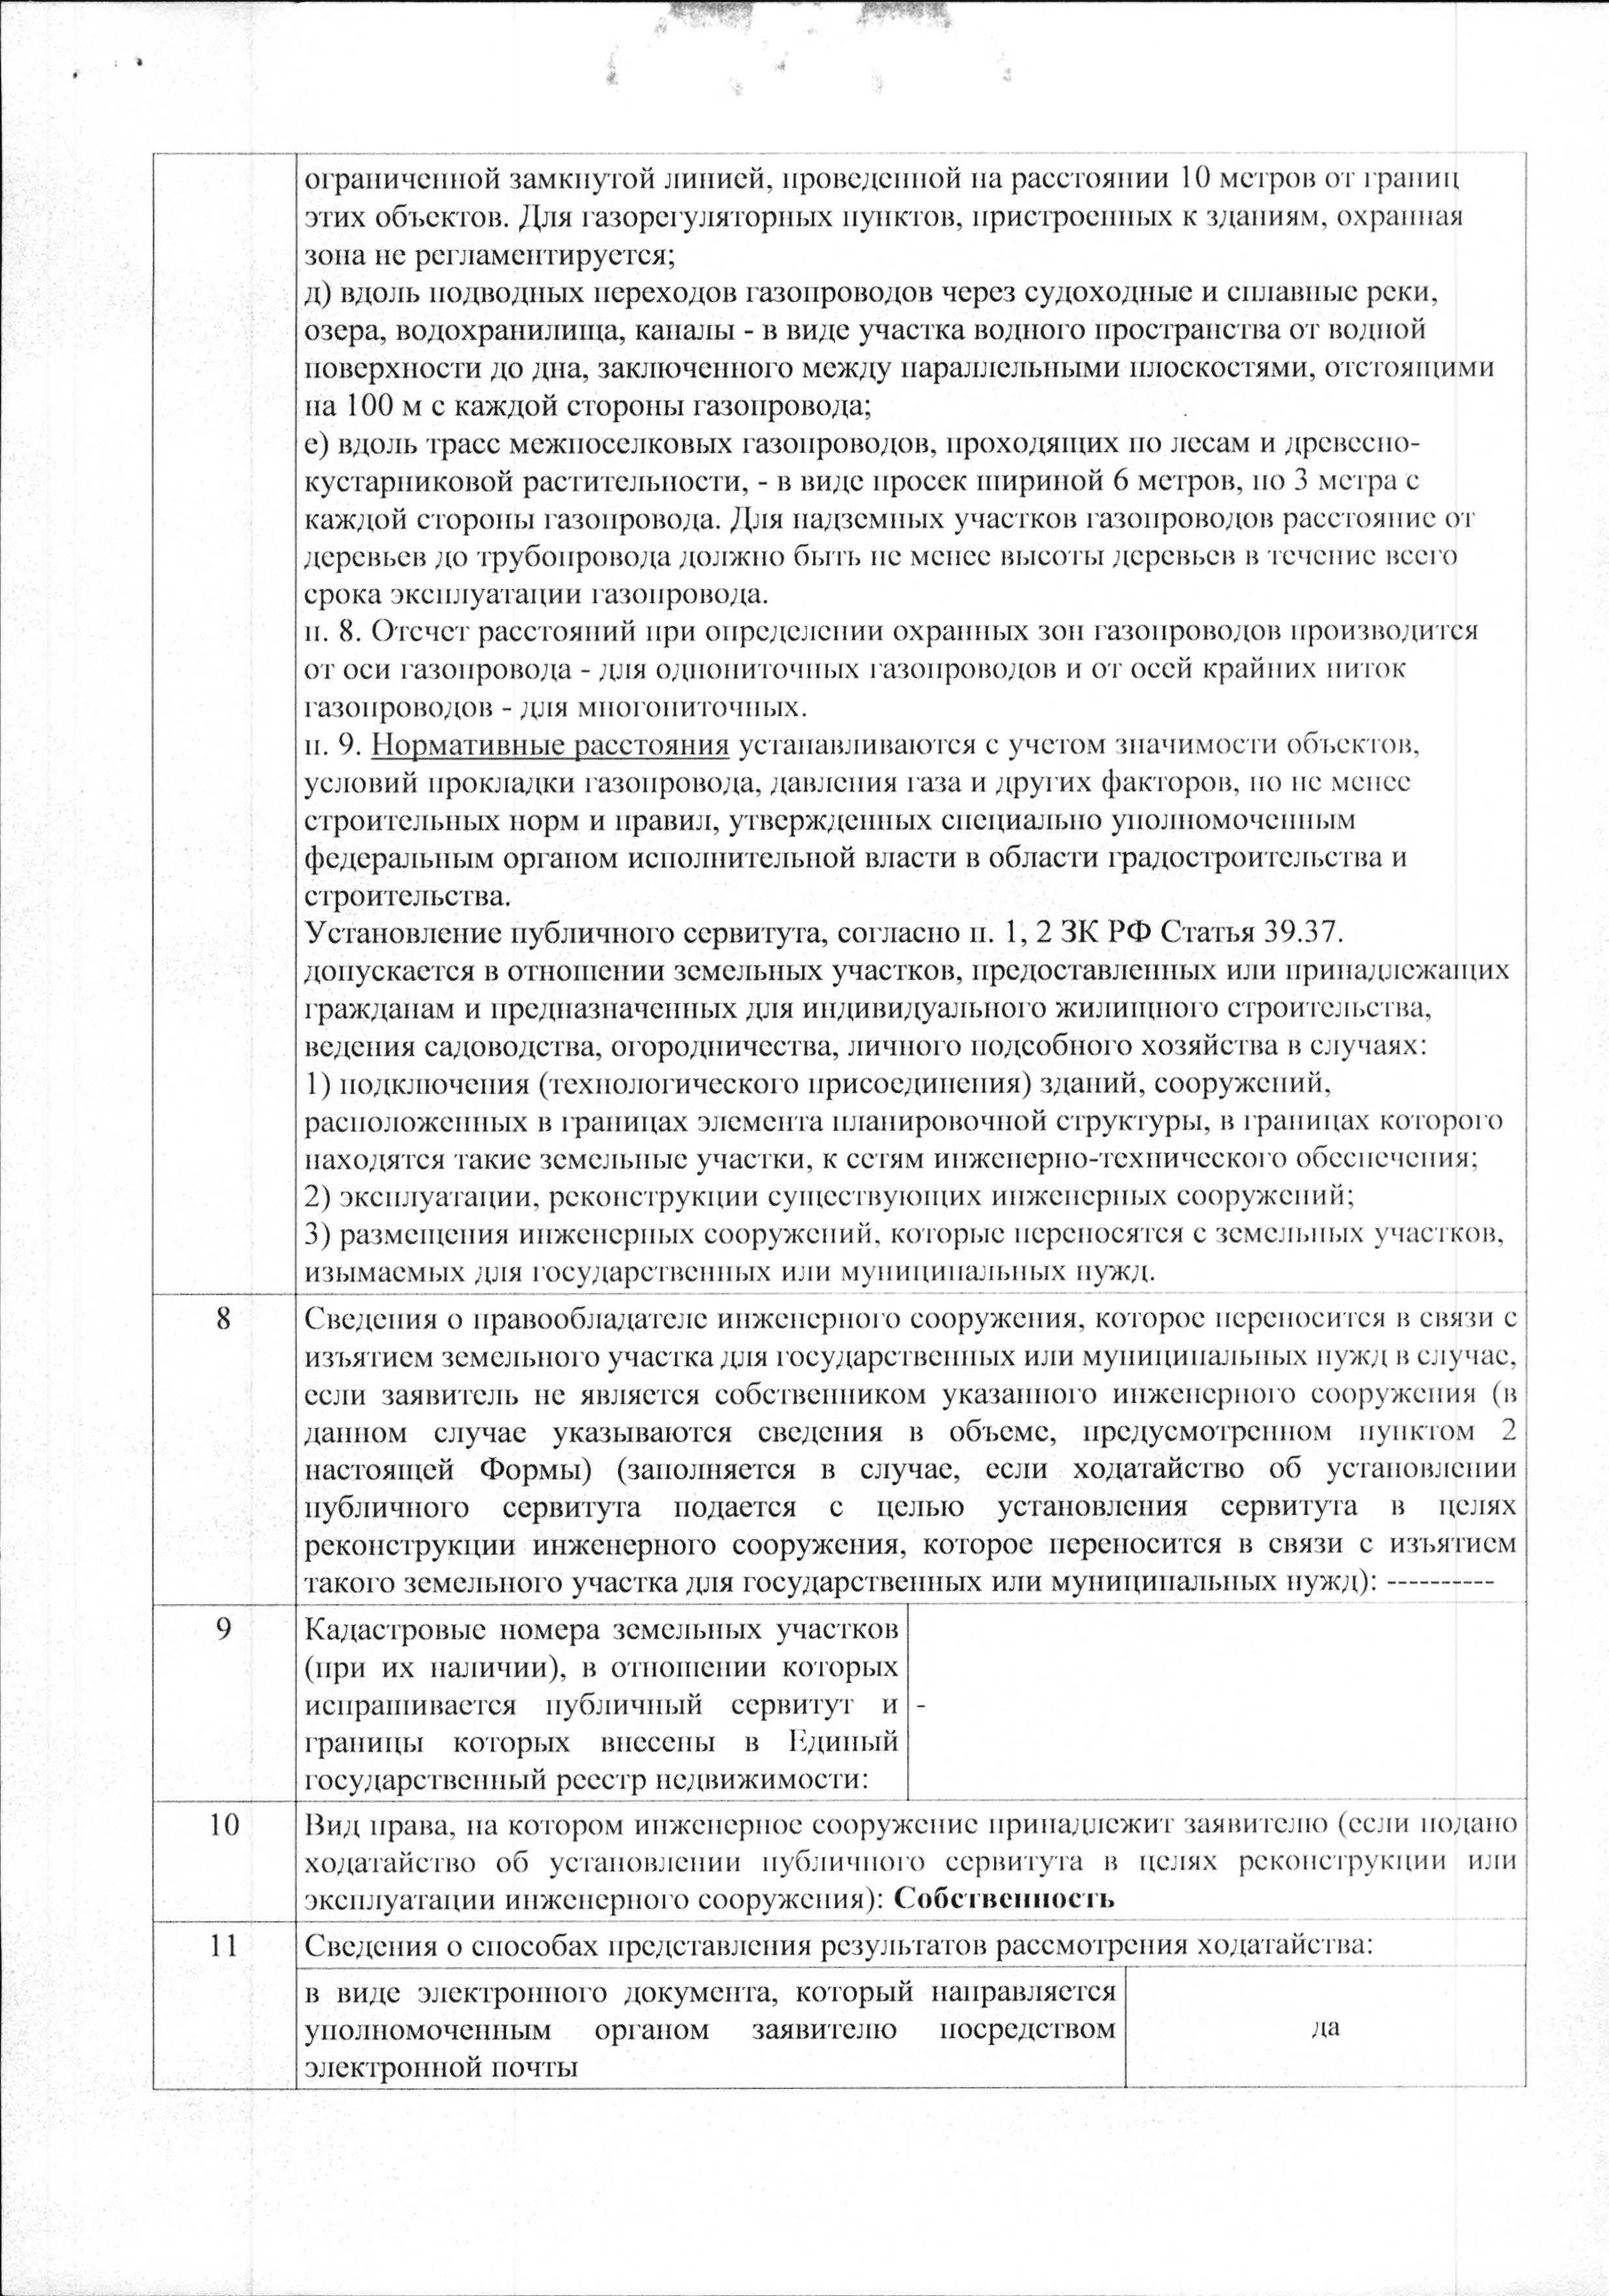 ограниченной замкнутой линией, проведенной на расстоянии 10 метров от границ
этих объектов. Для газорегуляторных пунктов, пристроенных к зданиям, охранная
зона не регламентируется;
д) вдоль подводных переходов газопроводов через судоходные и сплавные реки,
озера, водохранилища, каналы - в виде участка водного пространства от водной
поверхности до дна, заключенного между параллельными плоскостями, отстоящими
на 100 м с каждой стороны газопровода;
е) вдоль трасс межпоселковых газопроводов, проходящих по лесам и древесно-
кустарниковой растительности, - в виде просек шириной 6 метров, по 3 метра с
каждой стороны газопровода. Для надземных участков газопроводов расстояние от
деревьев до трубопровода должно быть не менее высоты деревьев в течение всего
срока эксплуатации газопровода.
п. 8. Отсчет расстояний при определении охранных зон газопроводов производится
от оси газопровода - для однониточных газопроводов и от осей крайних ниток
газопроводов - для многониточных.
п. 9. Нормативные расстояния устанавливаются с учетом значимости объектов,
условий прокладки газопровода, давления газа и других факторов, но не менее
строительных норм и правил, утвержденных специально уполномоченным
федеральным органом исполнительной власти в области градостроительства и
строительства.
Установление публичного сервитута, согласно п. 1, 2 ЗК РФ Статья 39.37.
допускается в отношении земельных участков, предоставленных или принадлежащих
гражданам и предназначенных для индивидуального жилищного строительства,
ведения садоводства, огородничества, личного подсобного хозяйства в случаях:
1) подключения (технологического присоединения) зданий, сооружений,
расположенных в границах элемента планировочной структуры, в границах которого
находятся такие земельные участки, к сетям инженерно-технического обеспечения;
2) эксплуатации, реконструкции существующих инженерных сооружений;
3) размещения инженерных сооружений, которые переносятся с земельных участков,
изымаемых для государственных или муниципальных нужд.
8 Сведения о правообладателе инженерного сооружения, которое переносится в связи с
изъятием земельного участка для государственных или муниципальных нужд в случае,
если заявитель не является собственником указанного инженерного сооружения (в
данном случае указываются сведения в объеме, предусмотренном пунктом 2
настоящей Формы) (заполняется в случае, если ходатайство об установлении
публичного сервитута подается с целью установления сервитута в целях
реконструкции инженерного сооружения, которое переносится в связи с изъятием
такого земельного участка для государственных или муниципальных нужд): ----------
9 Кадастровые номера земельных участков
(при их наличии), в отношении которых
испрашивается публичный сервитут и -
границы которых внесены в Единый
государственный реестр недвижимости:
10 Вид права, на котором инженерное сооружение принадлежит заявителю (если подано
ходатайство об установлении публичного сервитута в целях реконструкции или
эксплуатации инженерного сооружения): Собственность
11 Сведения о способах представления результатов рассмотрения ходатайства:
в виде электронного документа, который направляется
уполномоченным органом заявителю посредством да
электронной почты